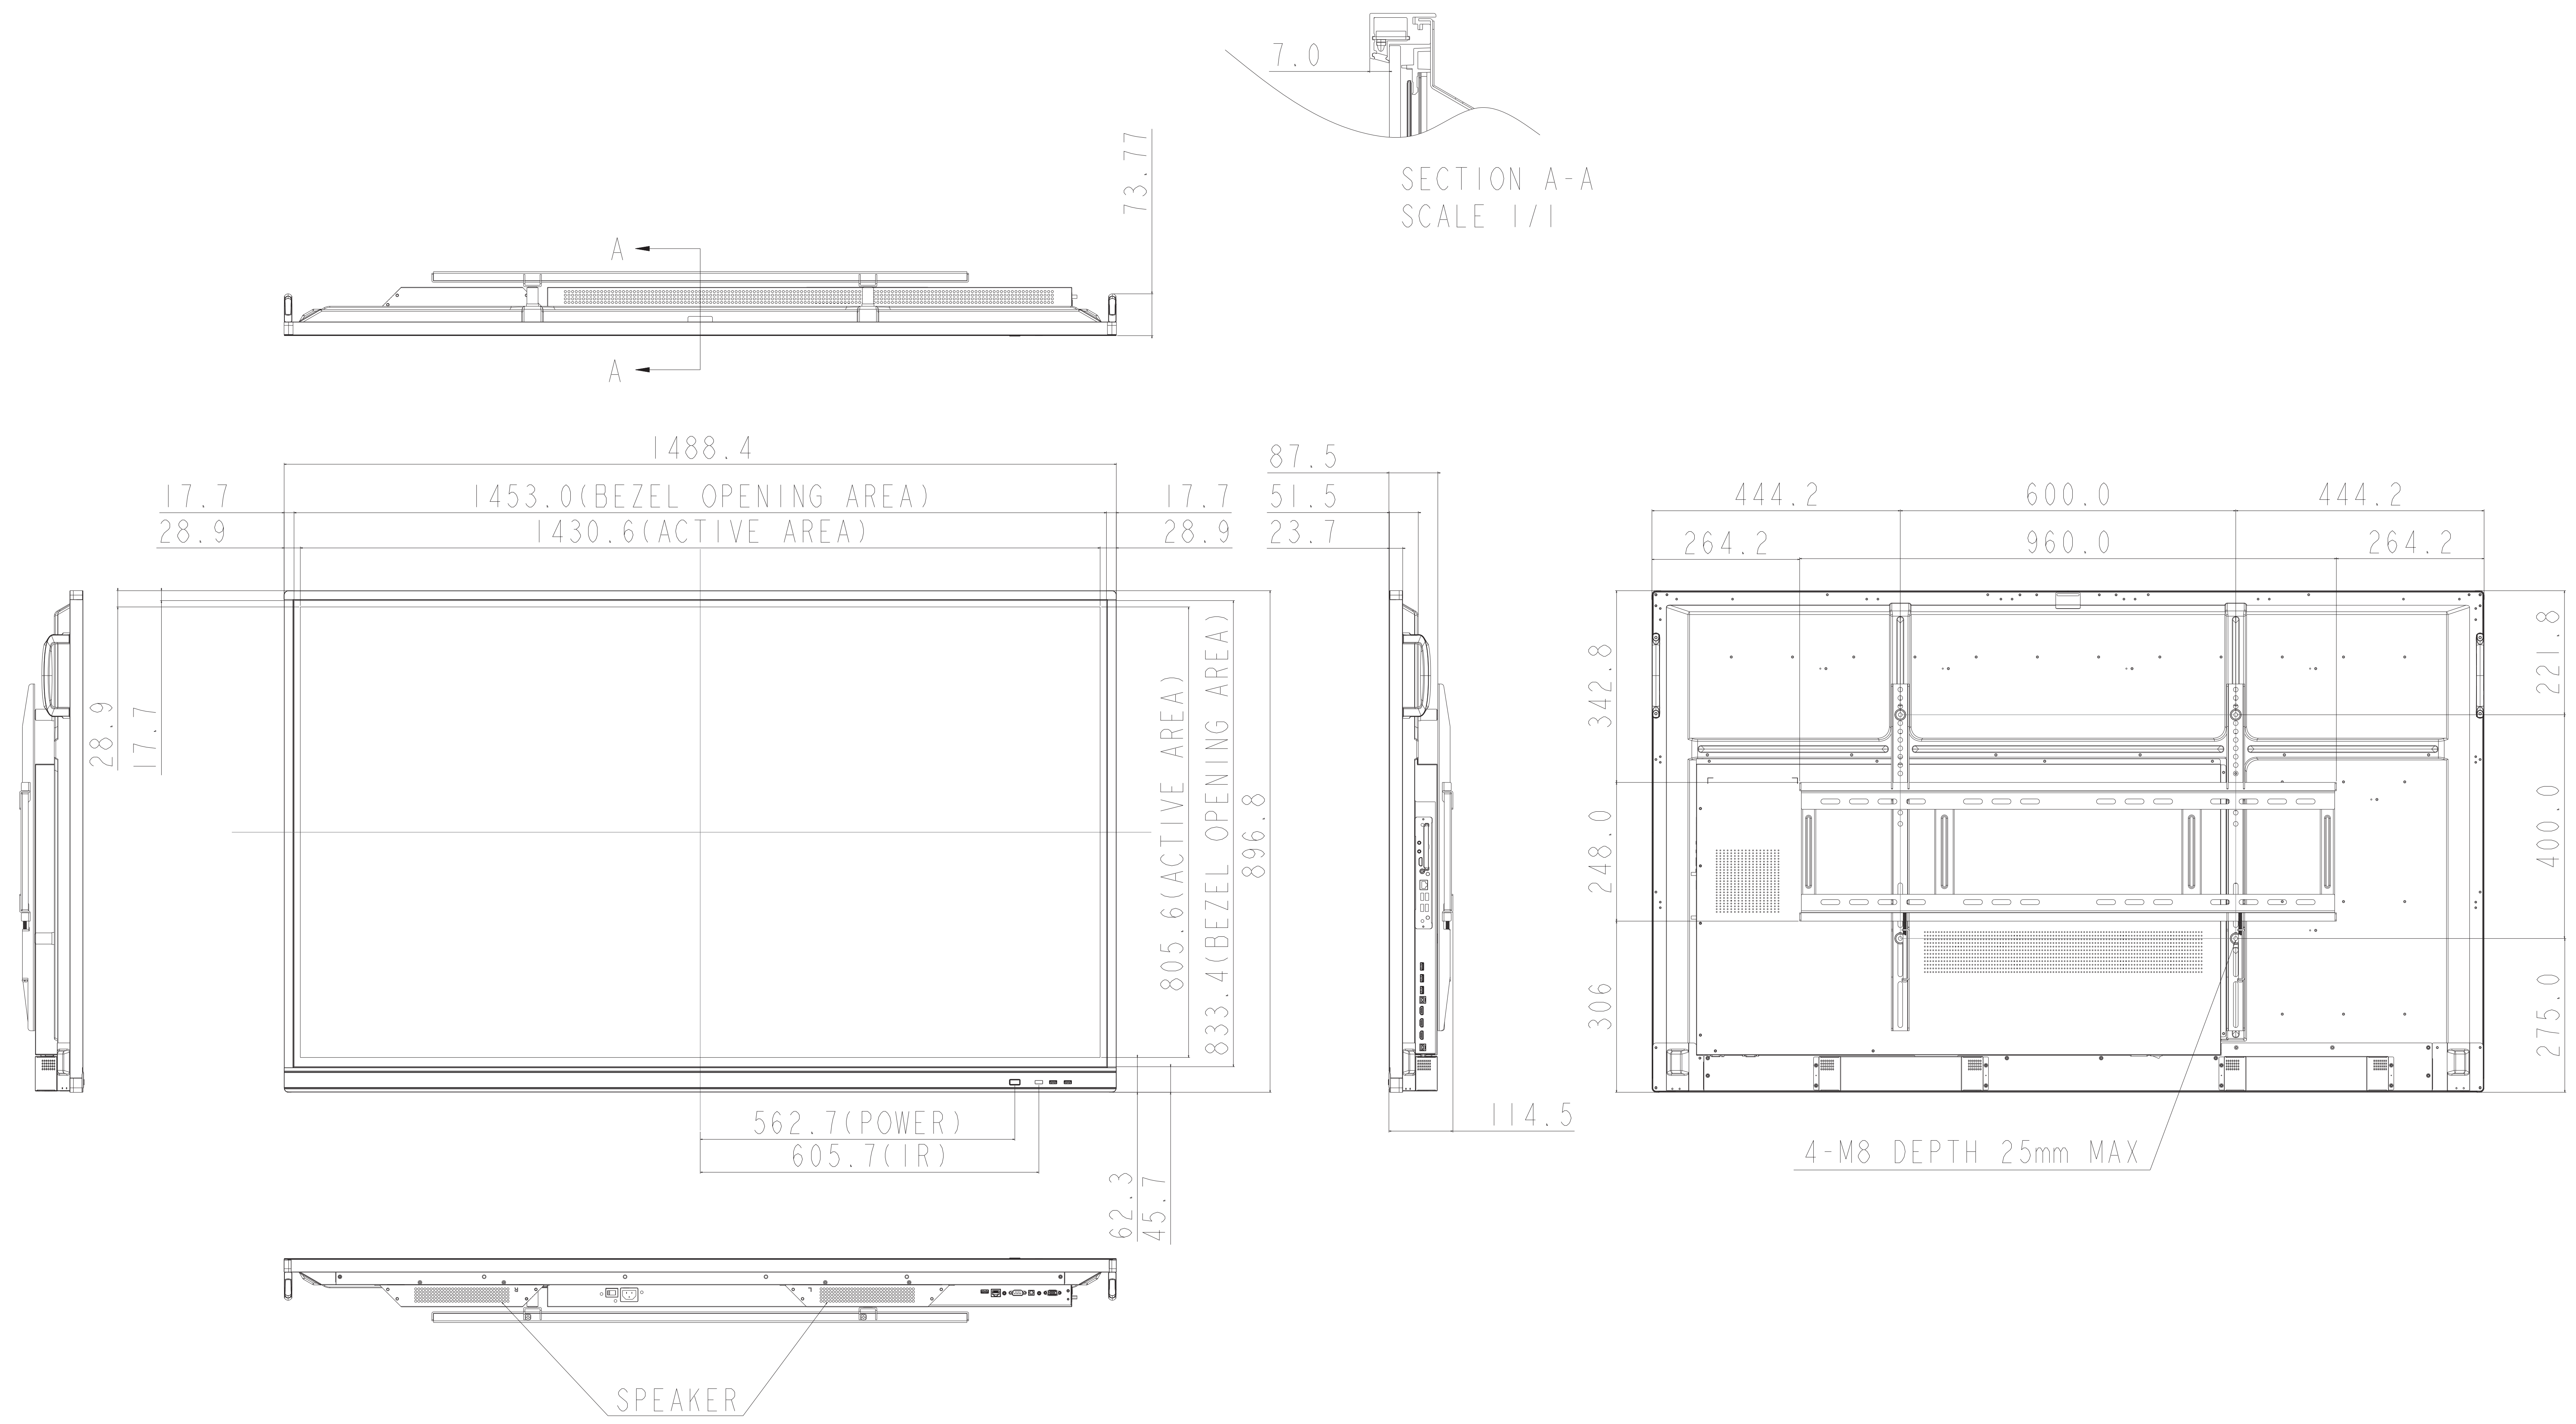 7.0
SECTION A-A
SCALE 1/1
73.77
A
A
1488.4
17.7
1453.0(BEZEL OPENING AREA)
17.7
28.9
1430.6(ACTIVE AREA)
28.9
28.9
17.7
805.6(ACTIVE AREA)
833.4(BEZEL OPENING AREA)
896.8
562.7(POWER)
605.7(IR)
62.3
45.7
87.5
51.5
23.7
114.5
444.2
600.0
444.2
264.2
960.0
264.2
342.8
248.0
306
221.8
400.0
275.0
4-M8 DEPTH 25mm MAX
R
L
SPEAKER